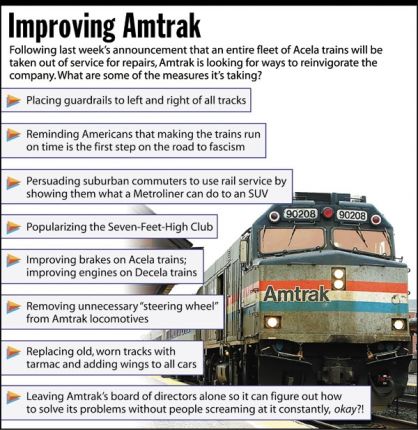 Improving Amtrak
Following last week's announcement that an entire fleet of Acela trains will be
taken out of service for repairs, Amtrak is looking for ways to reinvigorate the
company. What are some of the measures it's taking?
Placing guardrails to left and right of all tracks
Reminding Americans that making the trains run
on time is the first step on the road to fascism
Persuading suburban commuters to use rail service by
showing them what a Metroliner can do to an SUV
90208
90208
Popularizing the Seven-Feet-High Club
Improving brakes on Acela trains;
improving engines on Decela trains
Amtrak
Removing unnecessary "steering wheel"
from Amtrak locomotives
Replacing old, worn tracks with
tarmac and adding wings to all cars
Leaving Amtrak's board of directors alone so it can figure out how
to solve its problems without people screaming at it constantly, okay?!